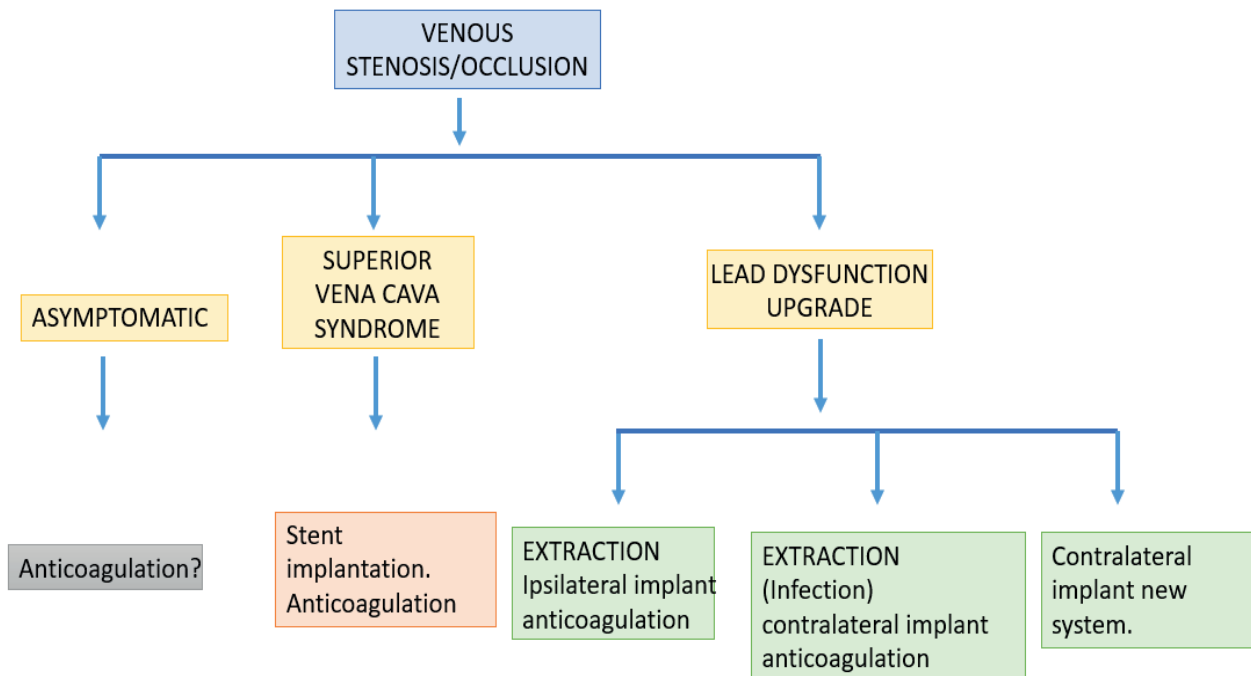 VENOUS
STENOSIS/OCCLUSION
ASYMPTOMATIC
SUPERIOR
VENA CAVA
SYNDROME
LEAD DYSFUNCTION
UPGRADE
Anticoagulation?
Stent
implantation.
Anticoagulation
EXTRACTION
Ipsilateral implant
anticoagulation
EXTRACTION
(Infection)
contralateral implant
anticoagulation
Contralateral
implant new
system.